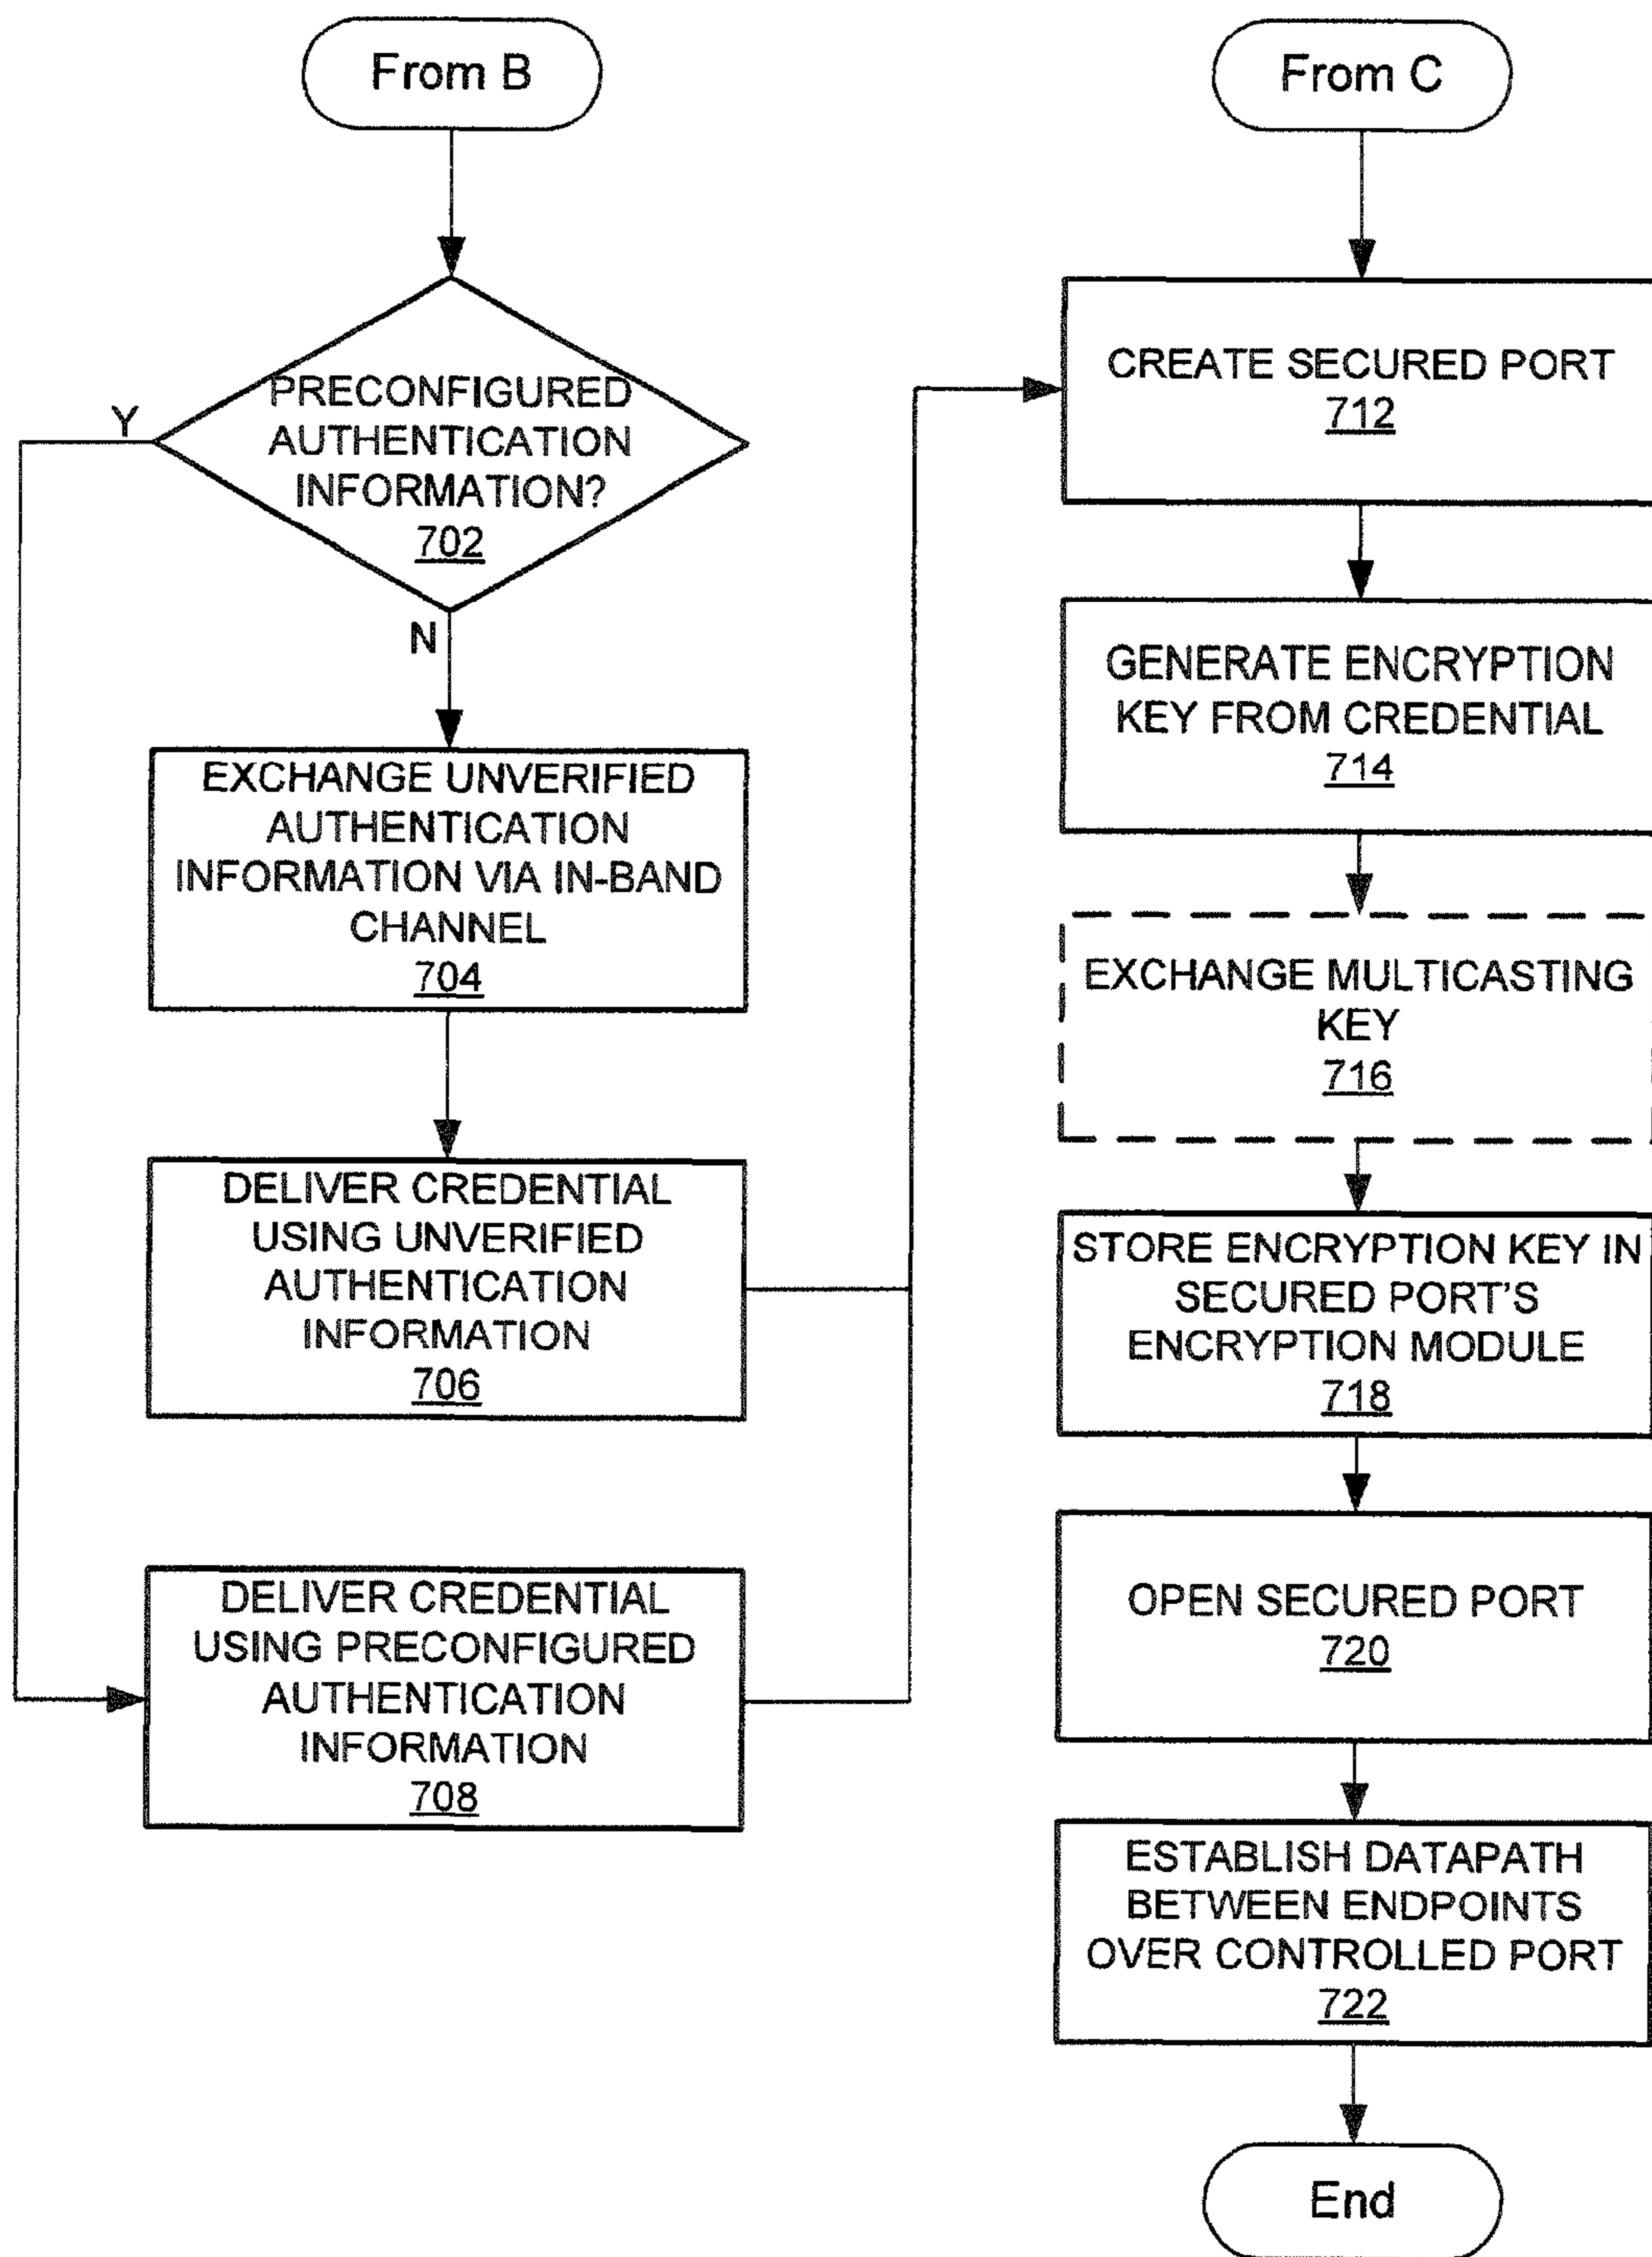 From B
PRECONFIGURED
AUTHENTICATION
INFORMATION?
702
Y
N
EXCHANGE UNVERIFIED
AUTHENTICATION
INFORMATION VIA IN-BAND
CHANNEL
704
DELIVER CREDENTIAL
USING UNVERIFIED
AUTHENTICATION
INFORMATION
706
DELIVER CREDENTIAL
USING PRECONFIGURED
AUTHENTICATION
INFORMATION
708
From C
CREATE SECURED PORT
712
GENERATE ENCRYPTION
KEY FROM CREDENTIAL
714
EXCHANGE MULTICASTING
KEY
716
STORE ENCRYPTION KEY IN
SECURED PORT'S
ENCRYPTION MODULE
718
OPEN SECURED PORT
720
ESTABLISH DATAPATH
BETWEEN ENDPOINTS
OVER CONTROLLED PORT
722
End